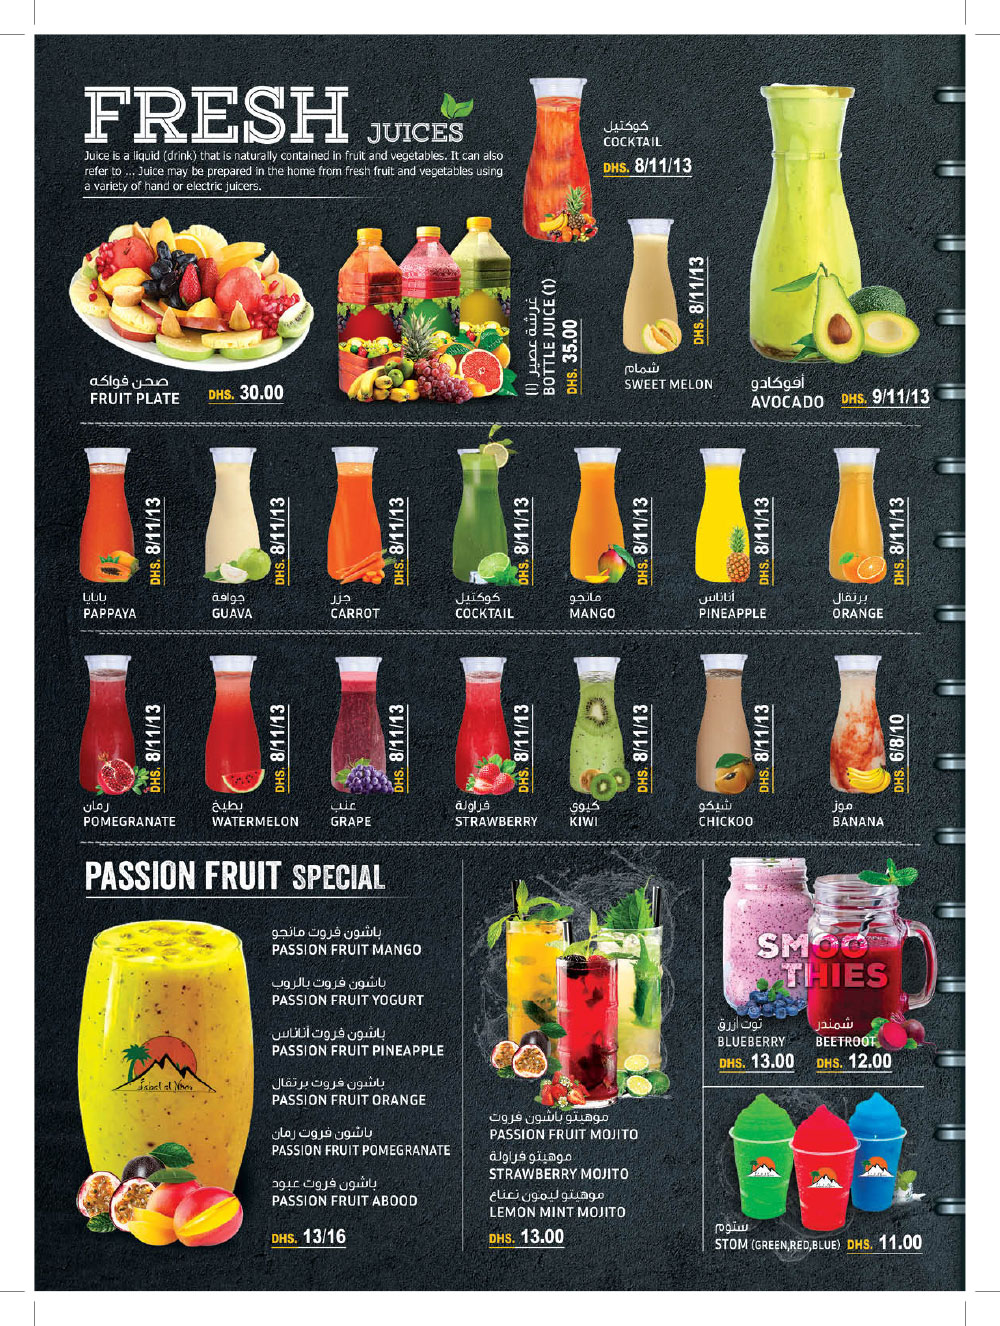 FRESH JUICES
Juice is a liquid (drink) that is naturally contained in fruit and vegetables. It can also
refer to ... Juice may be prepared in the home from fresh fruit and vegetables using
a variety of hand or electric juicers.
كوكتيل
COCKTAIL
DHS. 8/11/13
صحن فواكه
FRUIT PLATE
DHS. 30.00
غرشة عصير (١)
BOTTLE JUICE (1)
DHS. 35.00
شمام
SWEET MELON
DHS. 8/11/13
أفوكادو
AVOCADO
DHS. 9/11/13
بابايا
PAPPAYA
DHS. 8/11/13
جوافة
GUAVA
DHS. 8/11/13
جزر
CARROT
DHS. 8/11/13
كوكتيل
COCKTAIL
DHS. 8/11/13
مانجو
MANGO
DHS. 8/11/13
أناناس
PINEAPPLE
DHS. 8/11/13
برتقال
ORANGE
DHS. 8/11/13
رمان
POMEGRANATE
DHS. 8/11/13
بطيخ
WATERMELON
DHS. 8/11/13
عنب
GRAPE
DHS. 8/11/13
فراولة
STRAWBERRY
DHS. 8/11/13
كيوي
KIWI
DHS. 8/11/13
شيكو
CHICKOO
DHS. 8/11/13
موز
BANANA
DHS. 6/8/10
PASSION FRUIT SPECIAL
Jabal al Noor
باشون فروت مانجو
PASSION FRUIT MANGO
باشون فروت بالروب
PASSION FRUIT YOGURT
باشون فروت أناناس
PASSION FRUIT PINEAPPLE
باشون فروت برتقال
PASSION FRUIT ORANGE
باشون فروت رمان
PASSION FRUIT POMEGRANATE
باشون فروت عبود
PASSION FRUIT ABOOD
DHS. 13/16
موهيتو باشون فروت
PASSION FRUIT MOJITO
موهيتو فراولة
STRAWBERRY MOJITO
موهيتو ليمون نعناع
LEMON MINT MOJITO
DHS. 13.00
SMOO
THIES
توت أزرق
BLUEBERRY
DHS. 13.00
شمندر
BEETROOT
DHS. 12.00
ستوم
STOM (GREEN,RED,BLUE) DHS. 11.00